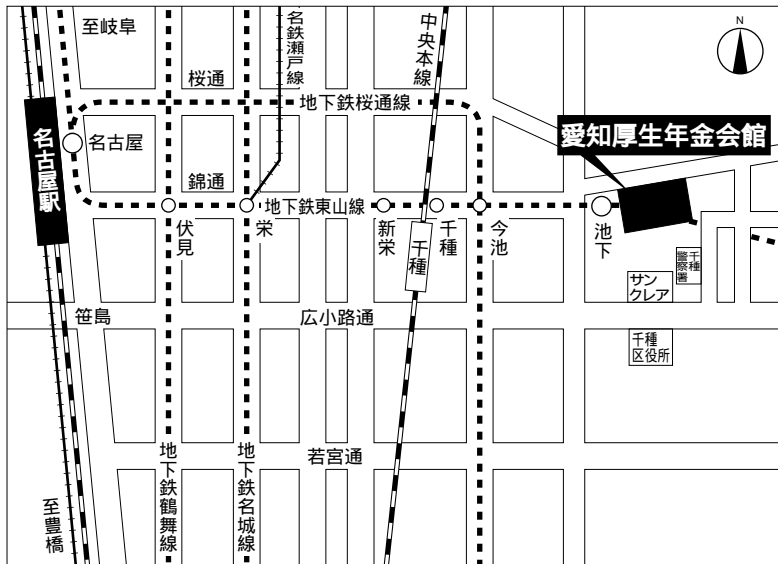 至岐阜
名鉄瀬戸線
中央本線
N
桜通
地下鉄桜通線
愛知厚生年金会館
名古屋駅
名古屋
錦通
地下鉄東山線
伏見
栄
新栄
千種
千種
今池
池下
千種
警察署
サン
クレア
笹島
広小路通
千種
区役所
若宮通
至豊橋
地下鉄鶴舞線
地下鉄名城線